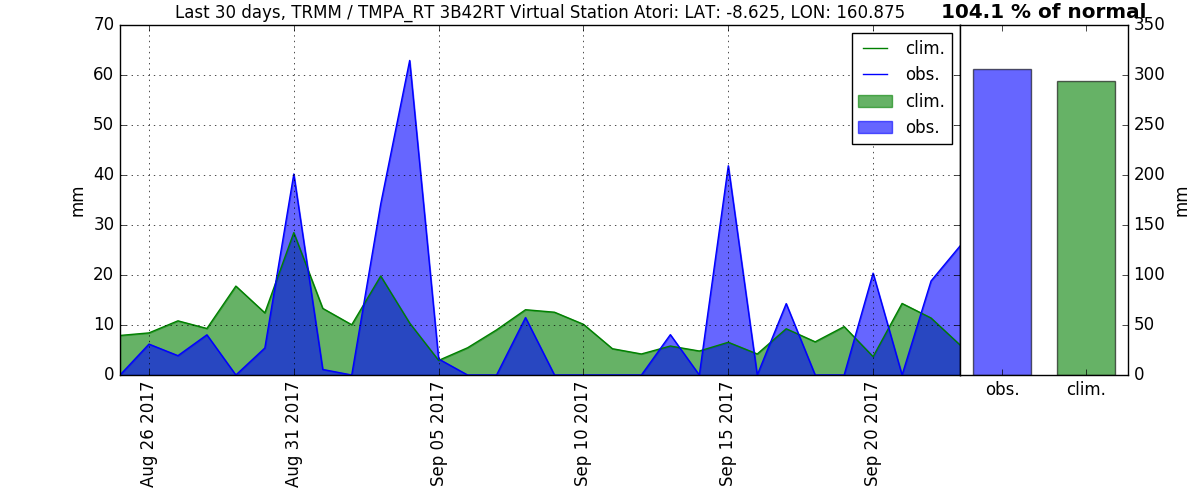 Last 30 days, TRMM / TMPA_RT 3B42RT Virtual Station Atori: LAT: -8.625, LON: 160.875
104.1 % of normal
70
60
50
40
30
20
10
0
mm
clim.
obs.
clim.
obs.
350
300
250
200
150
100
50
0
mm
Aug 26 2017
Aug 31 2017
Sep 05 2017
Sep 10 2017
Sep 15 2017
Sep 20 2017
obs.
clim.